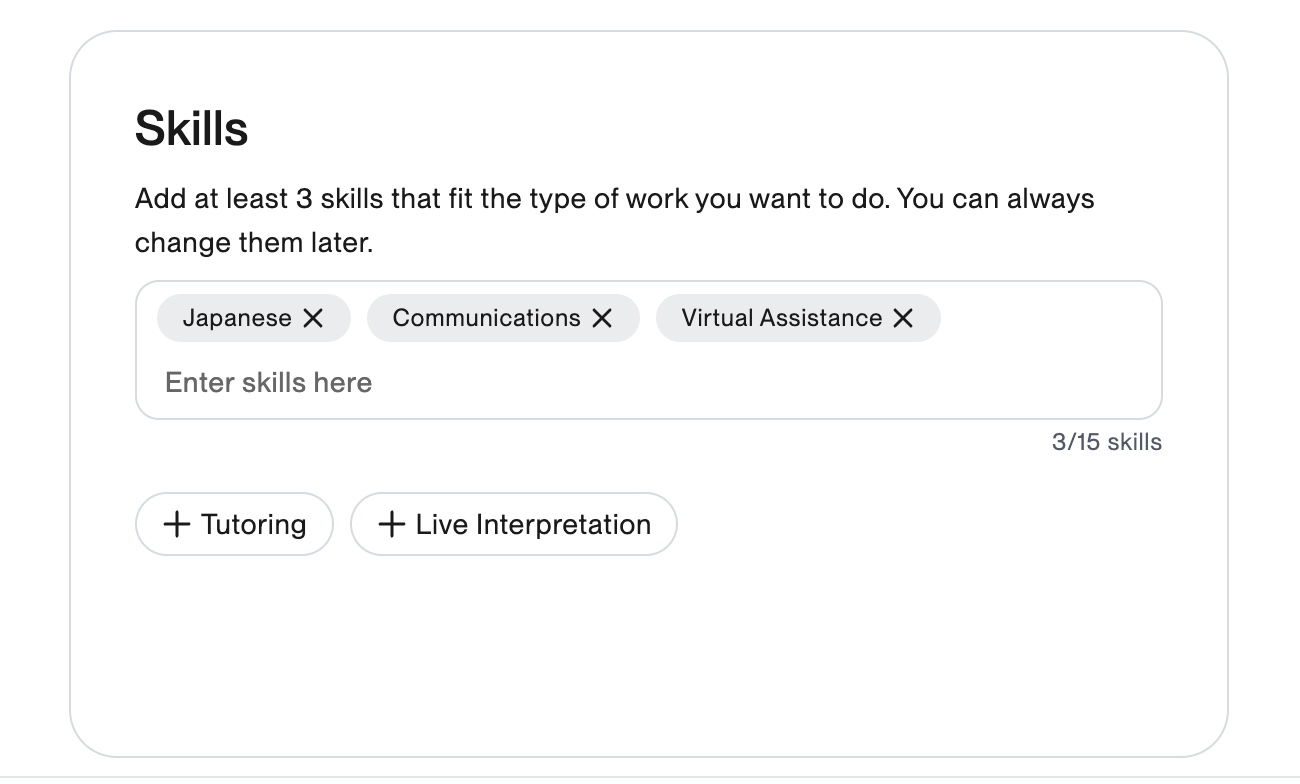 Skills
Add at least 3 skills that fit the type of work you want to do. You can always
change them later.
Japanese Communications Virtual Assistance
Enter skills here
3/15 skills
Tutoring Live Interpretation